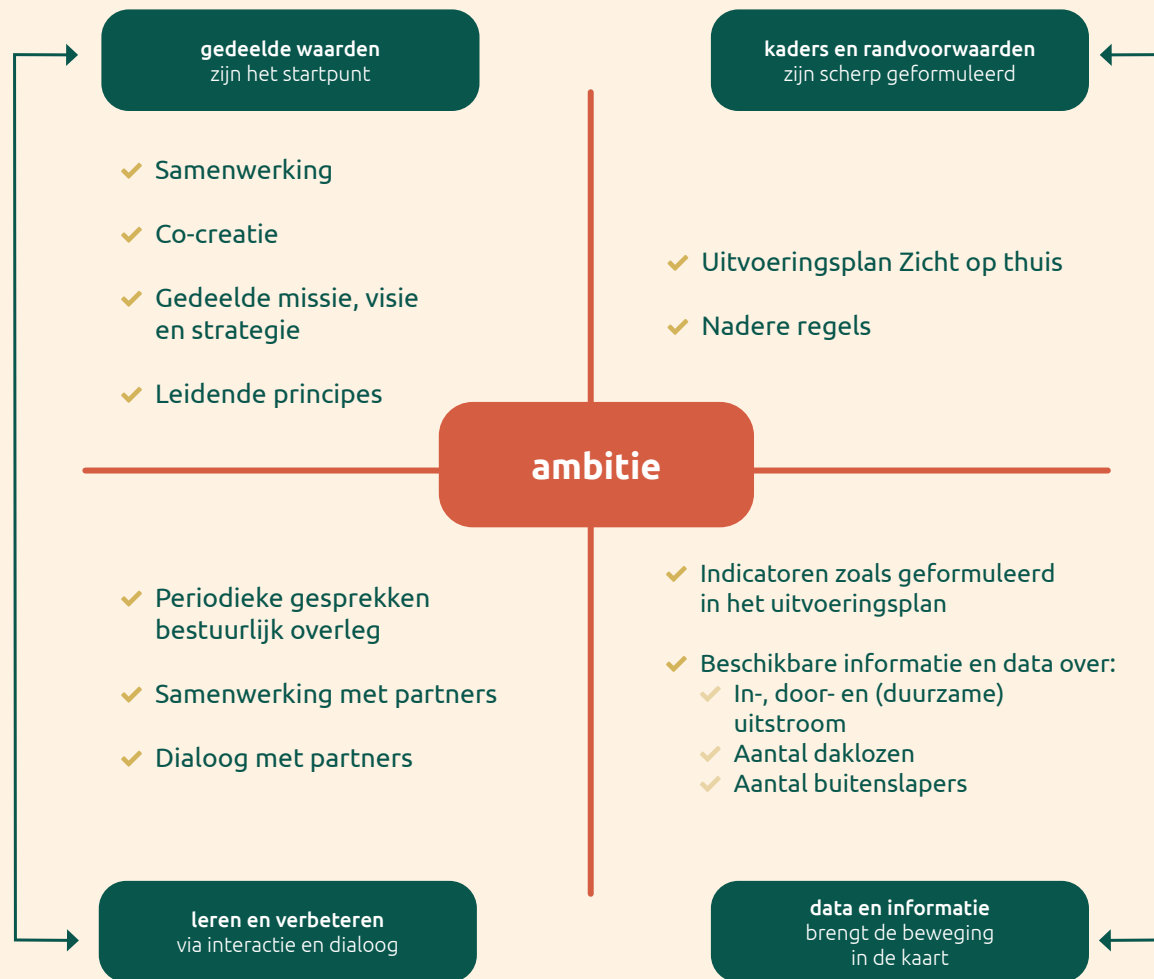 gedeelde waarden
zijn het startpunt
kaders en randvoorwaarden
zijn scherp geformuleerd
Samenwerking
Co-creatie
Gedeelde missie, visie
en strategie
Leidende principes
Uitvoeringsplan Zicht op thuis
Nadere regels
ambitie
Periodieke gesprekken
bestuurlijk overleg
Samenwerking met partners
Dialoog met partners
Indicatoren zoals geformuleerd
in het uitvoeringsplan
Beschikbare informatie en data over:
In-, door- en (duurzame)
uitstroom
Aantal daklozen
Aantal buitenslapers
leren en verbeteren
via interactie en dialoog
data en informatie
brengt de beweging
in de kaart